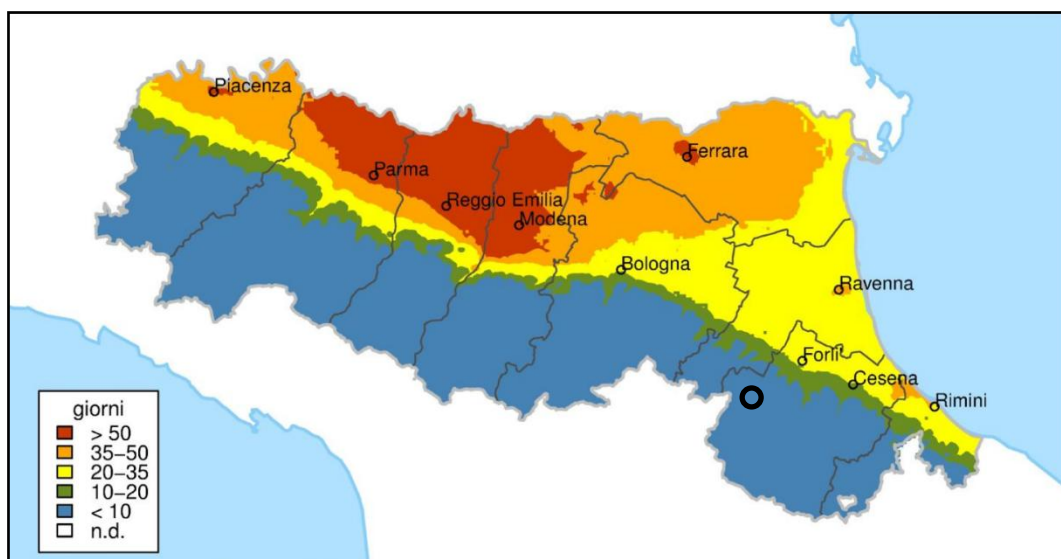 Piacenza
Parma
Ferrara
Reggio Emilia
Modena
Bologna
Ravenna
Forli'
Cesena
Rimini
giorni
> 50
35–50
20–35
10–20
< 10
n.d.